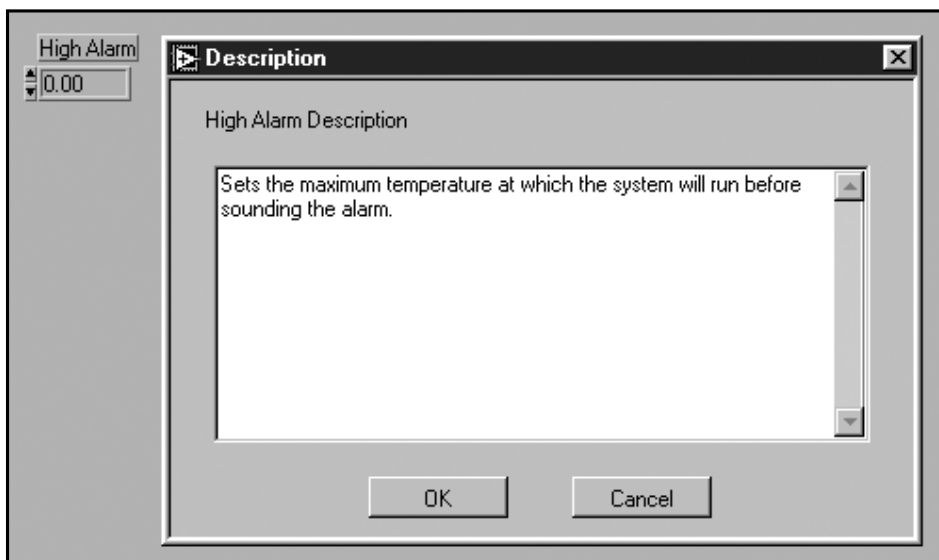 High Alarm
0.00
Description
High Alarm Description
Sets the maximum temperature at which the system will run before
sounding the alarm.
OK
Cancel